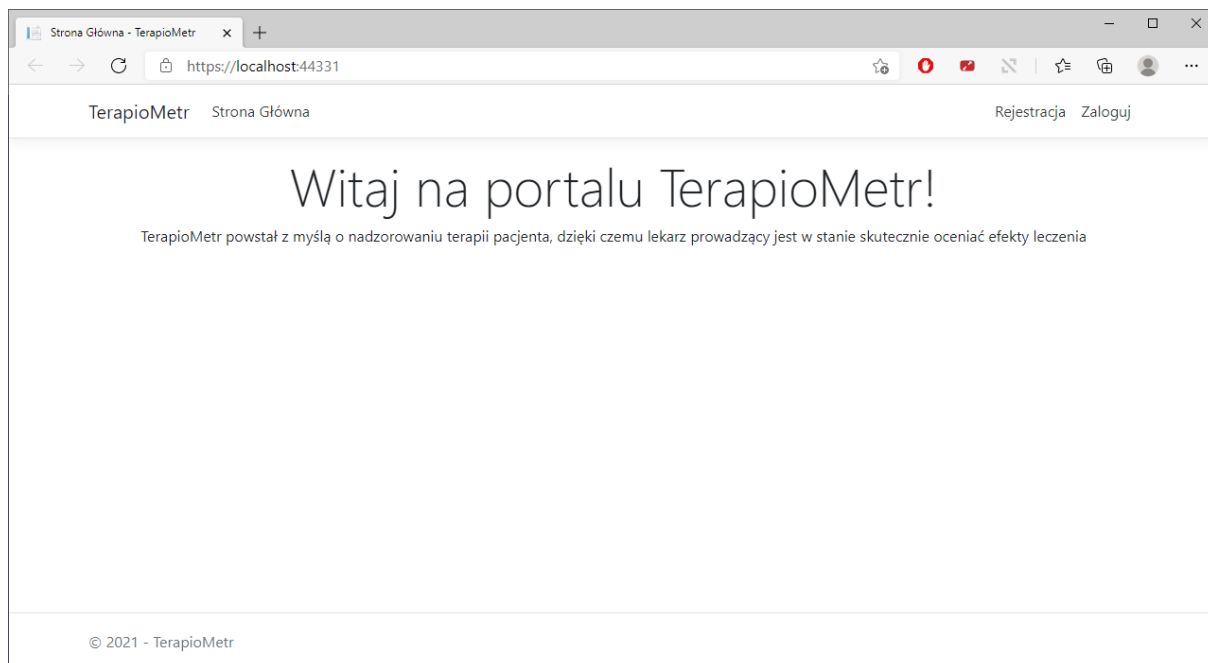 Strona Główna - TerapioMetr
https://localhost:44331
TerapioMetr Strona Główna Rejestracja Zaloguj
Witaj na portalu TerapioMetr!
TerapioMetr powstał z myślą o nadzorowaniu terapii pacjenta, dzięki czemu lekarz prowadzący jest w stanie skutecznie oceniać efekty leczenia
© 2021 - TerapioMetr